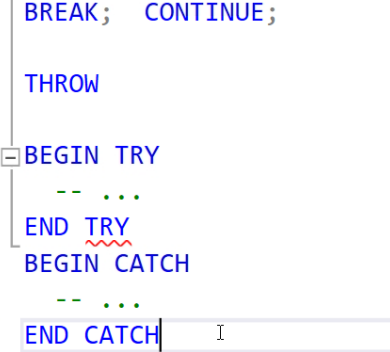 BREAK;  CONTINUE;
THROW
BEGIN TRY
-- ...
END TRY
BEGIN CATCH
-- ...
END CATCH